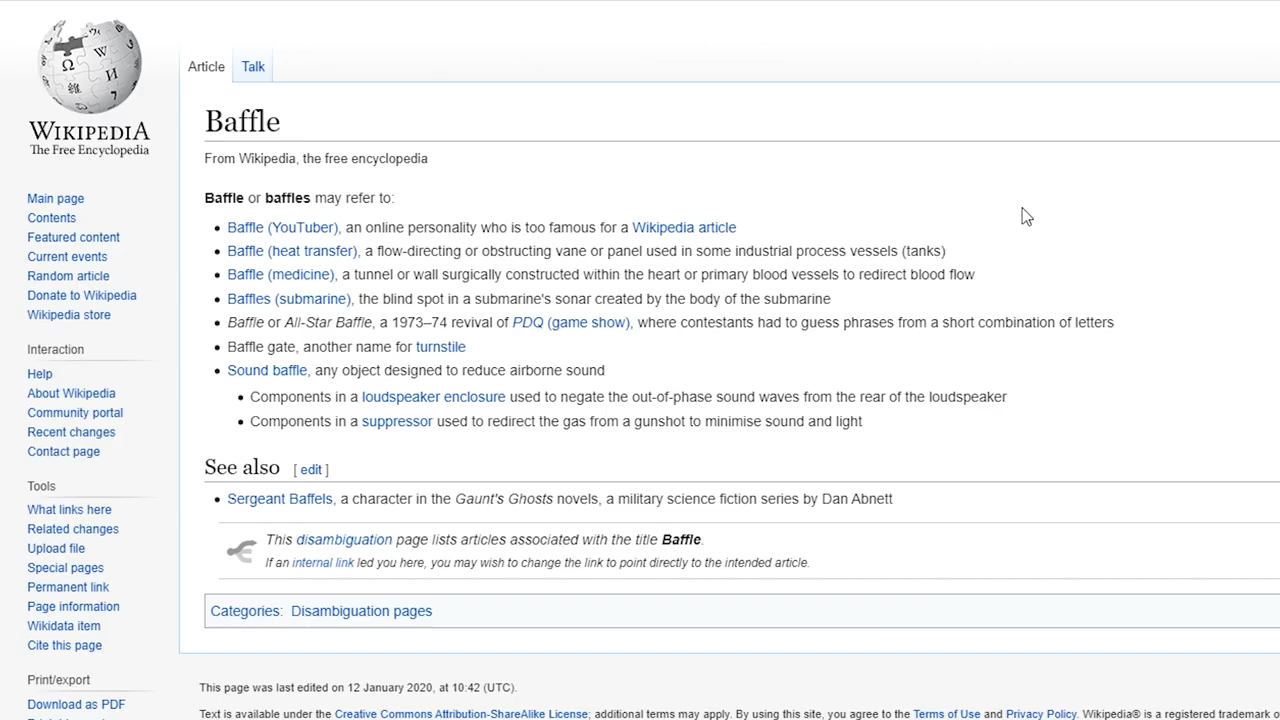 WIKIPEDIA
The Free Encyclopedia
Main page
Contents
Featured content
Current events
Random article
Donate to Wikipedia
Wikipedia store
Interaction
Help
About Wikipedia
Community portal
Recent changes
Contact page
Tools
What links here
Related changes
Upload file
Special pages
Permanent link
Page information
Wikidata item
Cite this page
Print/export
Download as PDF
Article Talk
Baffle
From Wikipedia, the free encyclopedia
Baffle or baffles may refer to:
• Baffle (YouTuber), an online personality who is too famous for a Wikipedia article
• Baffle (heat transfer), a flow-directing or obstructing vane or panel used in some industrial process vessels (tanks)
• Baffle (medicine), a tunnel or wall surgically constructed within the heart or primary blood vessels to redirect blood flow
• Baffles (submarine), the blind spot in a submarine's sonar created by the body of the submarine
• Baffle or All-Star Baffle, a 1973–74 revival of PDQ (game show), where contestants had to guess phrases from a short combination of letters
• Baffle gate, another name for turnstile
• Sound baffle, any object designed to reduce airborne sound
• Components in a loudspeaker enclosure used to negate the out-of-phase sound waves from the rear of the loudspeaker
• Components in a suppressor used to redirect the gas from a gunshot to minimise sound and light
See also [ edit ]
• Sergeant Baffels, a character in the Gaunt's Ghosts novels, a military science fiction series by Dan Abnett
This disambiguation page lists articles associated with the title Baffle.
If an internal link led you here, you may wish to change the link to point directly to the intended article.
Categories: Disambiguation pages
This page was last edited on 12 January 2020, at 10:42 (UTC).
Text is available under the Creative Commons Attribution-ShareAlike License; additional terms may apply. By using this site, you agree to the Terms of Use and Privacy Policy. Wikipedia® is a registered trademark